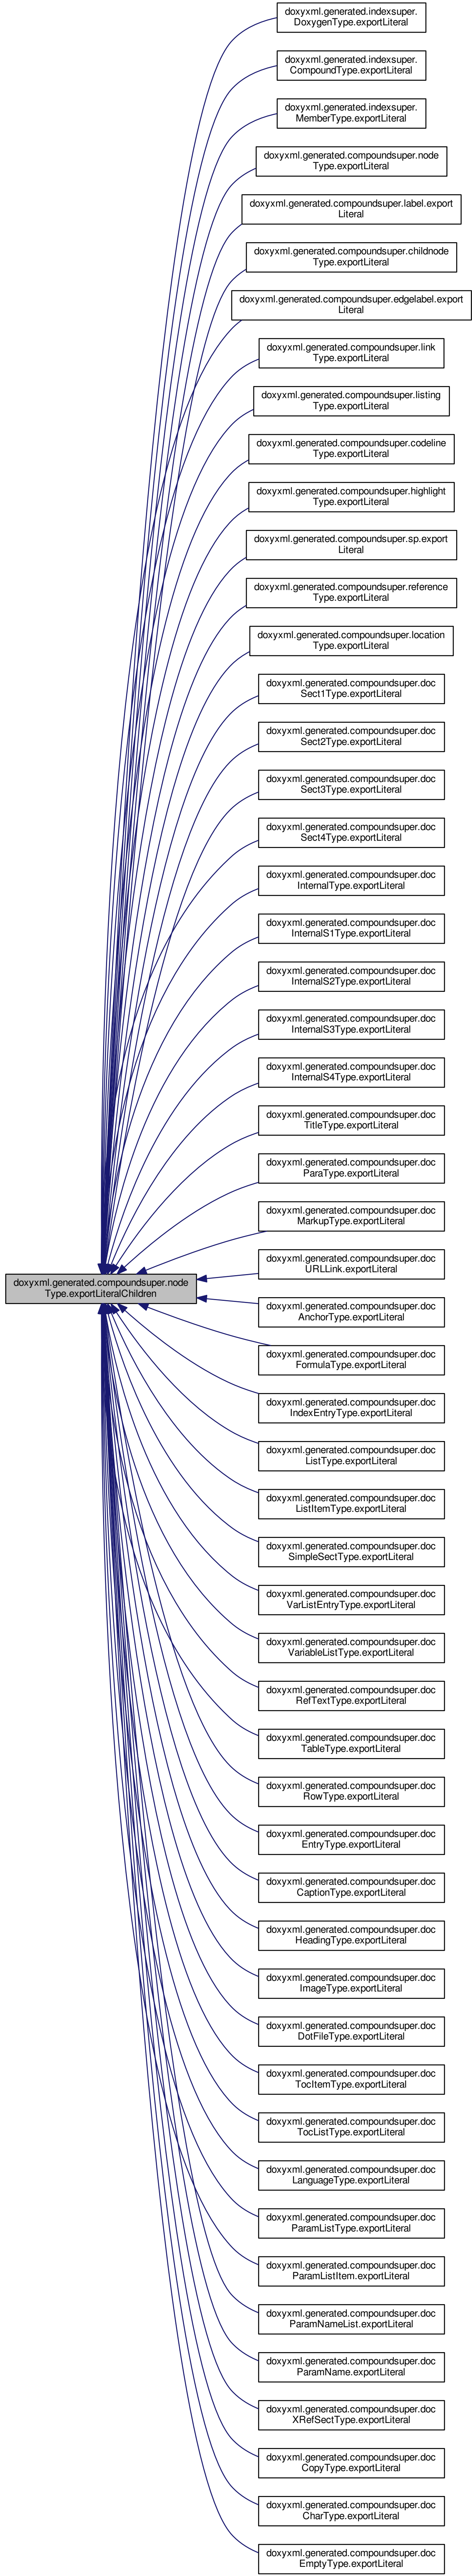 doxyxml.generated.indexsuper.
DoxygenType.exportLiteral
doxyxml.generated.indexsuper.
CompoundType.exportLiteral
doxyxml.generated.indexsuper.
MemberType.exportLiteral
doxyxml.generated.compoundsuper.node
Type.exportLiteral
doxyxml.generated.compoundsuper.label.export
Literal
doxyxml.generated.compoundsuper.childnode
Type.exportLiteral
doxyxml.generated.compoundsuper.edgelabel.export
Literal
doxyxml.generated.compoundsuper.link
Type.exportLiteral
doxyxml.generated.compoundsuper.listing
Type.exportLiteral
doxyxml.generated.compoundsuper.codeline
Type.exportLiteral
doxyxml.generated.compoundsuper.highlight
Type.exportLiteral
doxyxml.generated.compoundsuper.sp.export
Literal
doxyxml.generated.compoundsuper.reference
Type.exportLiteral
doxyxml.generated.compoundsuper.location
Type.exportLiteral
doxyxml.generated.compoundsuper.doc
Sect1Type.exportLiteral
doxyxml.generated.compoundsuper.doc
Sect2Type.exportLiteral
doxyxml.generated.compoundsuper.doc
Sect3Type.exportLiteral
doxyxml.generated.compoundsuper.doc
Sect4Type.exportLiteral
doxyxml.generated.compoundsuper.doc
InternalType.exportLiteral
doxyxml.generated.compoundsuper.doc
InternalS1Type.exportLiteral
doxyxml.generated.compoundsuper.doc
InternalS2Type.exportLiteral
doxyxml.generated.compoundsuper.doc
InternalS3Type.exportLiteral
doxyxml.generated.compoundsuper.doc
InternalS4Type.exportLiteral
doxyxml.generated.compoundsuper.doc
TitleType.exportLiteral
doxyxml.generated.compoundsuper.doc
ParaType.exportLiteral
doxyxml.generated.compoundsuper.doc
MarkupType.exportLiteral
doxyxml.generated.compoundsuper.doc
URLLink.exportLiteral
doxyxml.generated.compoundsuper.node
Type.exportLiteralChildren
doxyxml.generated.compoundsuper.doc
AnchorType.exportLiteral
doxyxml.generated.compoundsuper.doc
FormulaType.exportLiteral
doxyxml.generated.compoundsuper.doc
IndexEntryType.exportLiteral
doxyxml.generated.compoundsuper.doc
ListType.exportLiteral
doxyxml.generated.compoundsuper.doc
ListItemType.exportLiteral
doxyxml.generated.compoundsuper.doc
SimpleSectType.exportLiteral
doxyxml.generated.compoundsuper.doc
VarListEntryType.exportLiteral
doxyxml.generated.compoundsuper.doc
VariableListType.exportLiteral
doxyxml.generated.compoundsuper.doc
RefTextType.exportLiteral
doxyxml.generated.compoundsuper.doc
TableType.exportLiteral
doxyxml.generated.compoundsuper.doc
RowType.exportLiteral
doxyxml.generated.compoundsuper.doc
EntryType.exportLiteral
doxyxml.generated.compoundsuper.doc
CaptionType.exportLiteral
doxyxml.generated.compoundsuper.doc
HeadingType.exportLiteral
doxyxml.generated.compoundsuper.doc
ImageType.exportLiteral
doxyxml.generated.compoundsuper.doc
DotFileType.exportLiteral
doxyxml.generated.compoundsuper.doc
TocItemType.exportLiteral
doxyxml.generated.compoundsuper.doc
TocListType.exportLiteral
doxyxml.generated.compoundsuper.doc
LanguageType.exportLiteral
doxyxml.generated.compoundsuper.doc
ParamListType.exportLiteral
doxyxml.generated.compoundsuper.doc
ParamListItem.exportLiteral
doxyxml.generated.compoundsuper.doc
ParamNameList.exportLiteral
doxyxml.generated.compoundsuper.doc
ParamName.exportLiteral
doxyxml.generated.compoundsuper.doc
XRefSectType.exportLiteral
doxyxml.generated.compoundsuper.doc
CopyType.exportLiteral
doxyxml.generated.compoundsuper.doc
CharType.exportLiteral
doxyxml.generated.compoundsuper.doc
EmptyType.exportLiteral